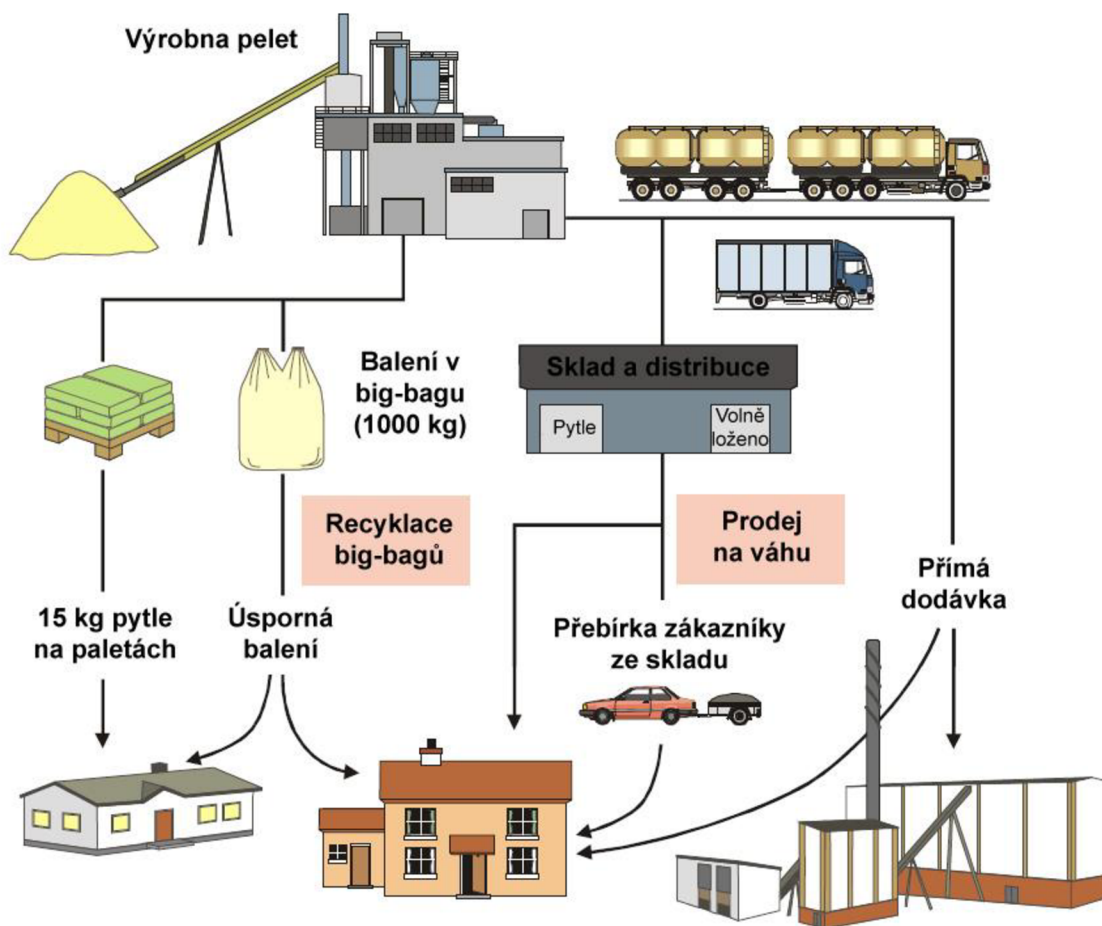 Výrobna pelet
Balení v
big-bagu
(1000 kg)
Sklad a distribuce
Pytle
Volně
loženo
Recyklace
big-bagů
Prodej
na váhu
Přímá
dodávka
15 kg pytle
na paletách
Úsporná
balení
Přebírka zákazníky
ze skladu